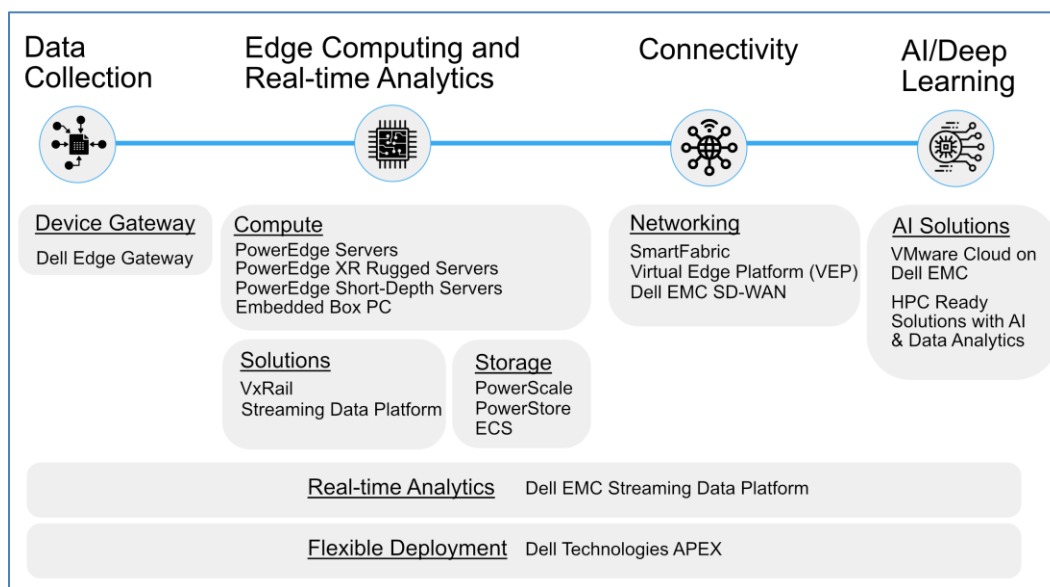 Data
Collection
Edge Computing and
Real-time Analytics
Connectivity
AI/Deep
Learning
Device Gateway
Dell Edge Gateway
Compute
PowerEdge Servers
PowerEdge XR Rugged Servers
PowerEdge Short-Depth Servers
Embedded Box PC
Solutions
VxRail
Streaming Data Platform
Storage
PowerScale
PowerStore
ECS
Networking
SmartFabric
Virtual Edge Platform (VEP)
Dell EMC SD-WAN
AI Solutions
VMware Cloud on
Dell EMC
HPC Ready
Solutions with AI
& Data Analytics
Real-time Analytics Dell EMC Streaming Data Platform
Flexible Deployment Dell Technologies APEX